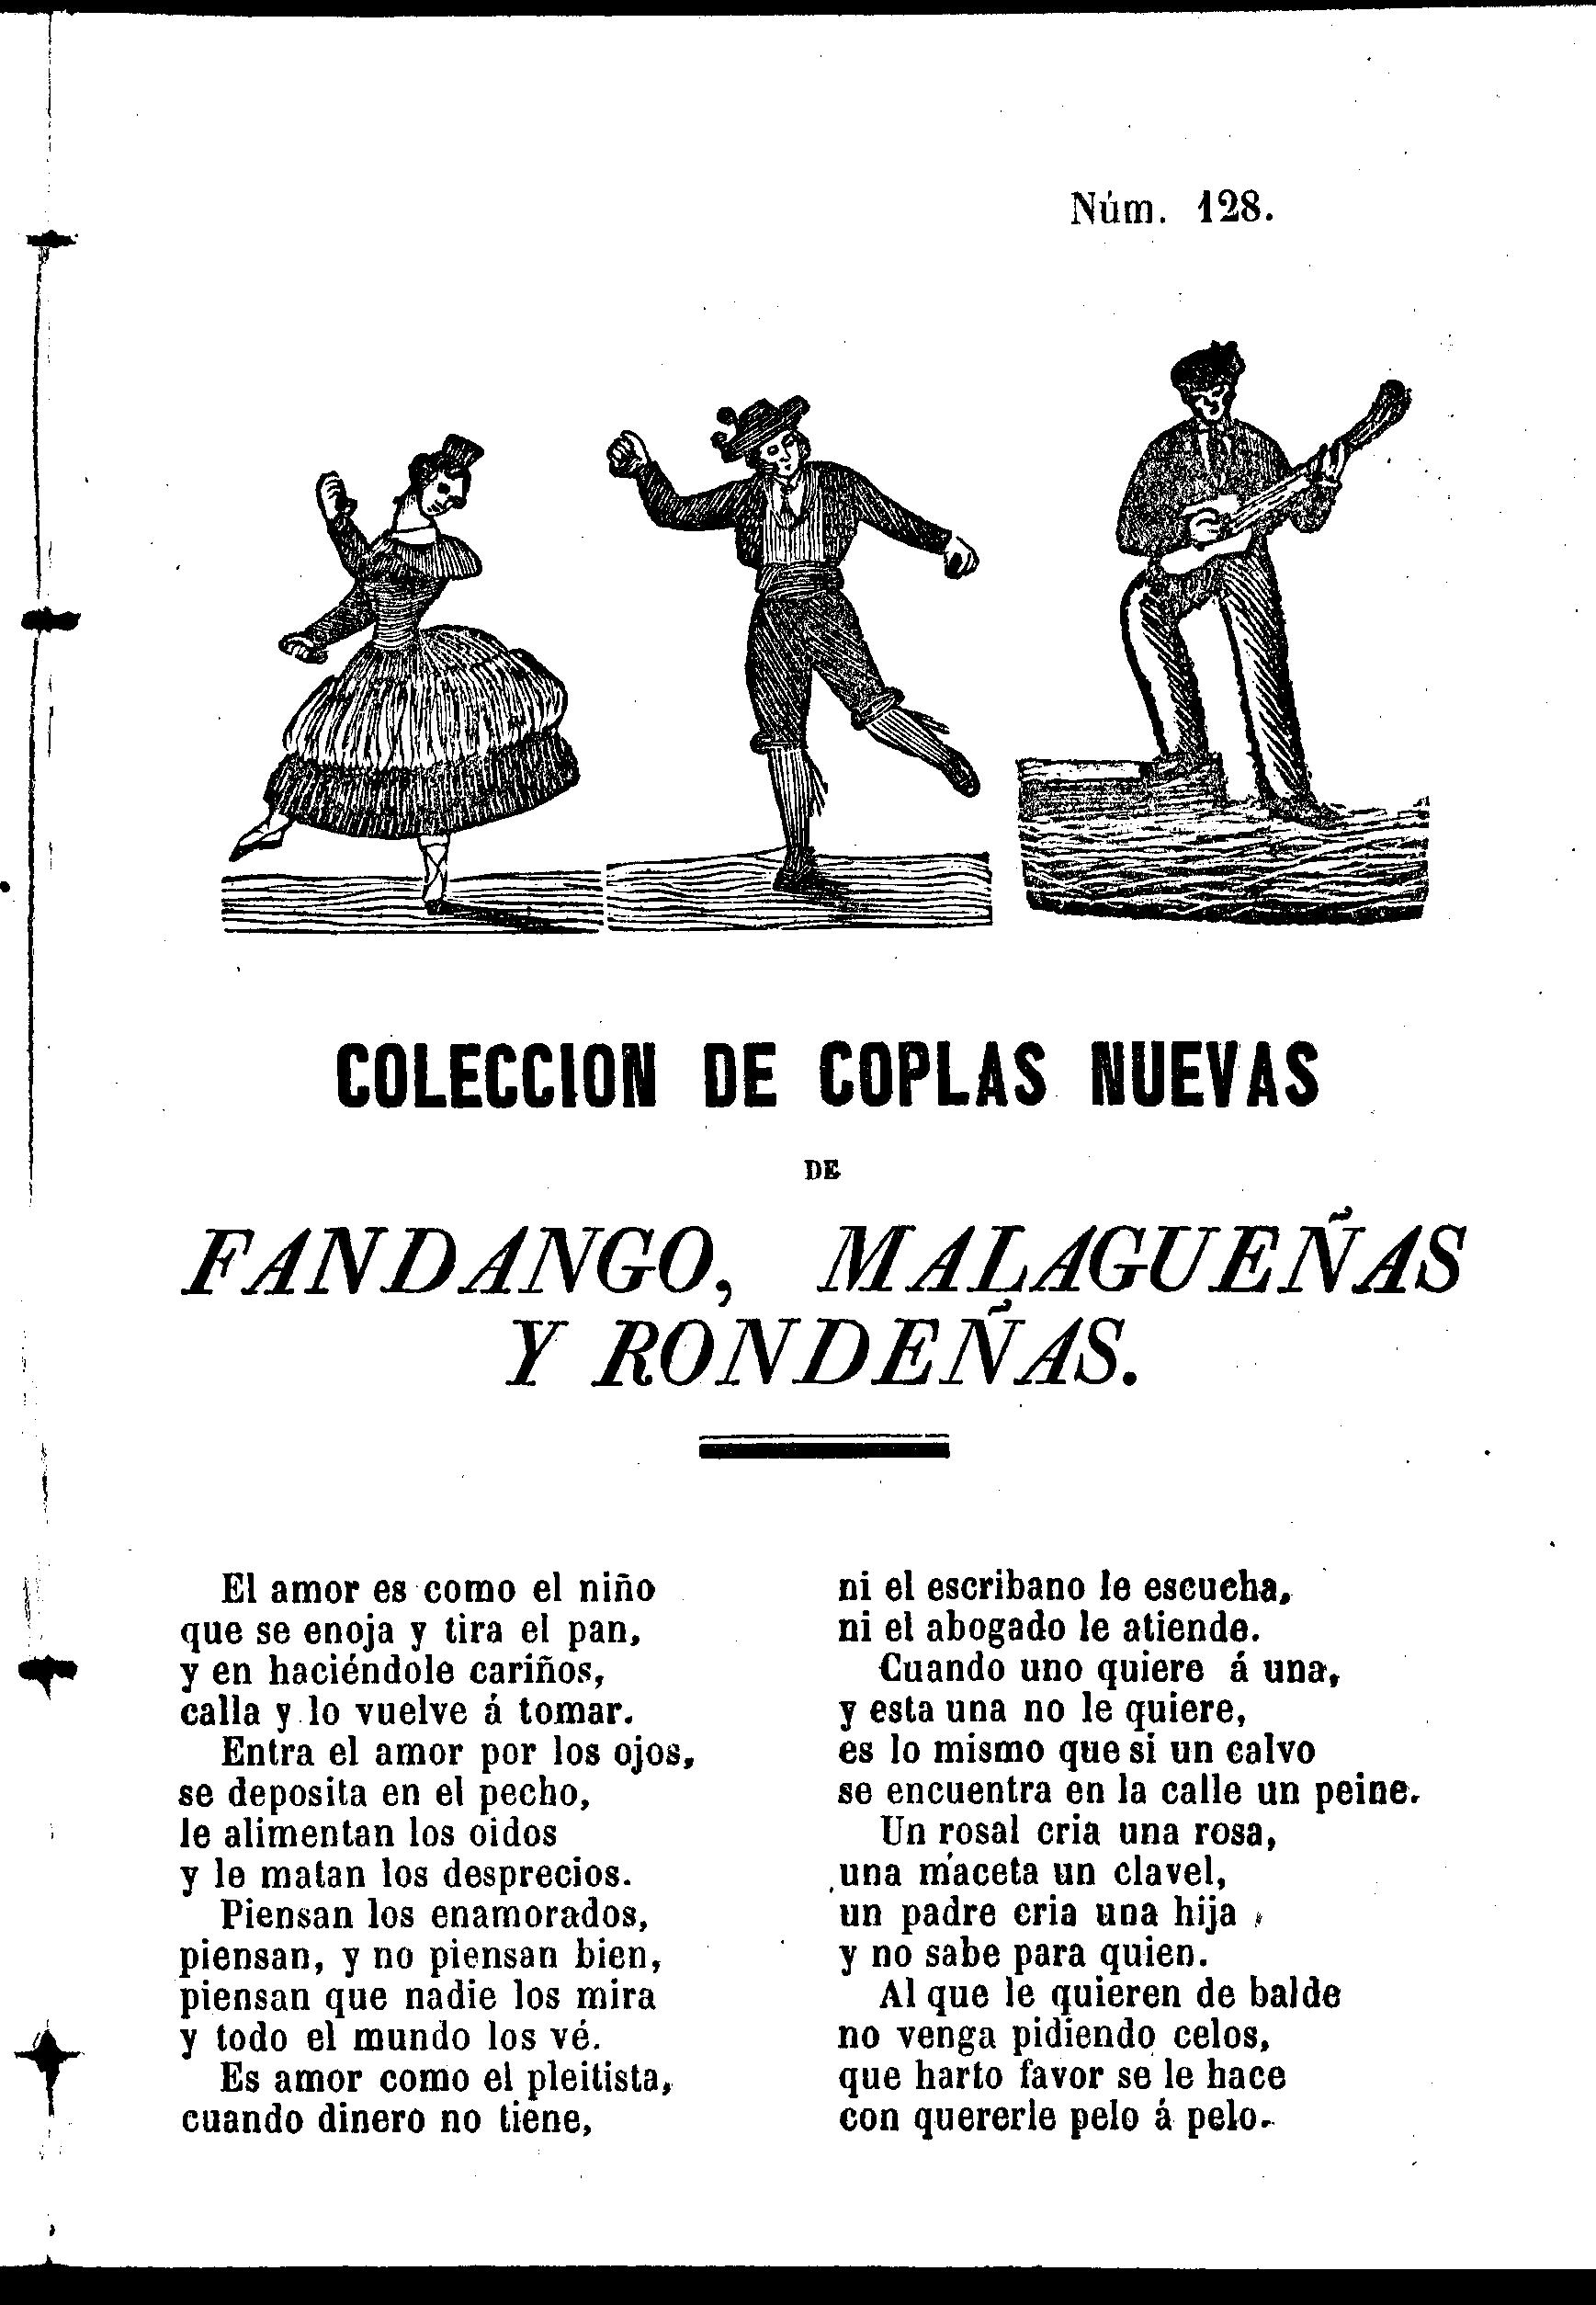 Núm. 128.
COLECCION DE COPLAS NUEVAS
DE
FANDANGO, MALAGUEÑAS
Y RONDEÑAS.
El amor es como el niño
que se enoja y tira el pan,
y en haciéndole cariños,
calla y lo vuelve á tomar.
Entra el amor por los ojos,
se deposita en el pecho,
le alimentan los oidos
y le matan los desprecios.
Piensan los enamorados,
piensan, y no piensan bien,
piensan que nadie los mira
y todo el mundo los vé.
Es amor como el pleitista,
cuando dinero no tiene,
ni el escribano le escucha,
ni el abogado le atiende.
Cuando uno quiere á una,
y esta una no le quiere,
es lo mismo que si un calvo
se encuentra en la calle un peine.
Un rosal cria una rosa,
una maceta un clavel,
un padre cria una hija
y no sabe para quien.
Al que le quieren de balde
no venga pidiendo celos,
que harto favor se le hace
con quererle pelo á pelo.